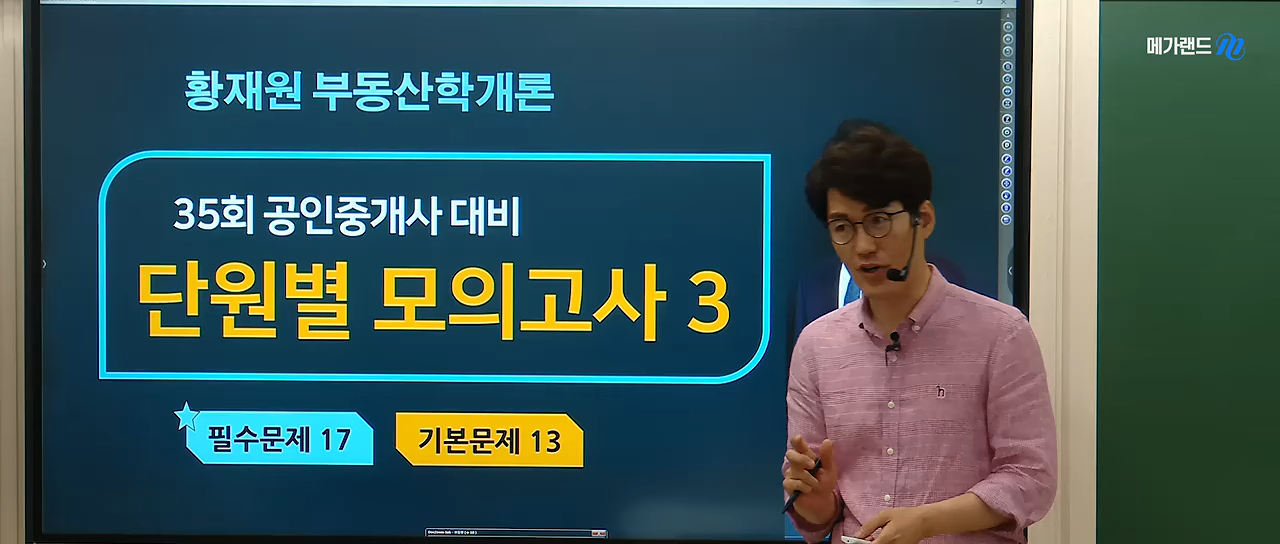 메가랜드
황재원 부동산학개론
35회 공인중개사 대비
단원별 모의고사 3
필수문제 17
기본문제 13